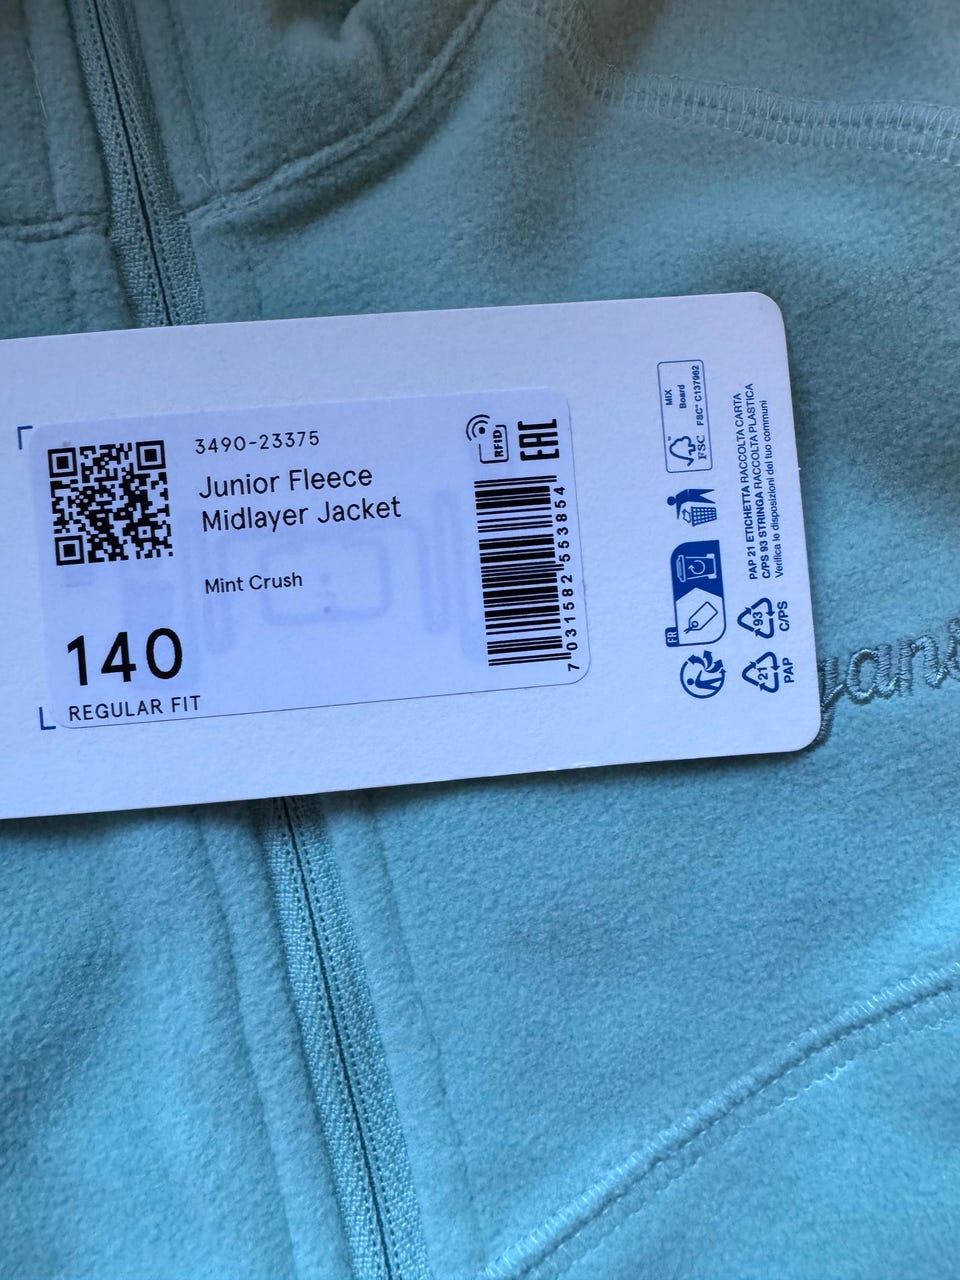 3490-23375
Junior Fleece
Midlayer Jacket
Mint Crush
140
REGULAR FIT
RFID
EAC
7 031582 553854
MIX
Board
FSC
FSC® C137962
FR
PAP 21 ETICHETTA RACCOLTA CARTA
C/PS 93 STRINGA RACCOLTA PLASTICA
Verifica le disposizioni del tuo comuni
93
C/PS
21
PAP